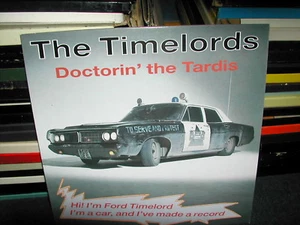 The Timelords
Doctorin' the Tardis
Hi! I'm Ford Timelord
I'm a car, and I've made a record